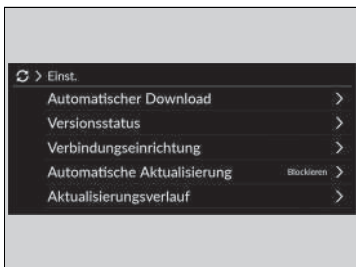 > Einst.
Automatischer Download >
Versionsstatus >
Verbindungseinrichtung >
Automatische Aktualisierung Blockieren >
Aktualisierungsverlauf >